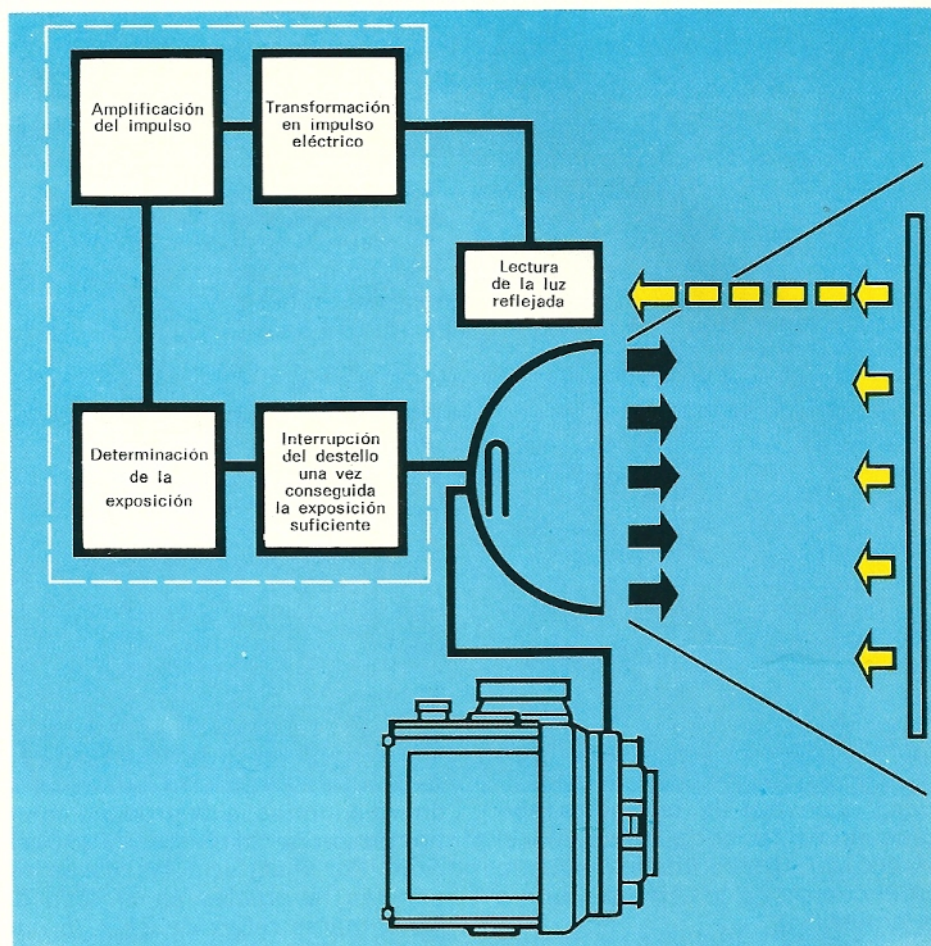 Amplificación
del impulso
Transformación
en impulso
eléctrico
Lectura
de la luz
reflejada
Determinación
de la
exposición
Interrupción
del destello
una vez
conseguida
la exposición
suficiente